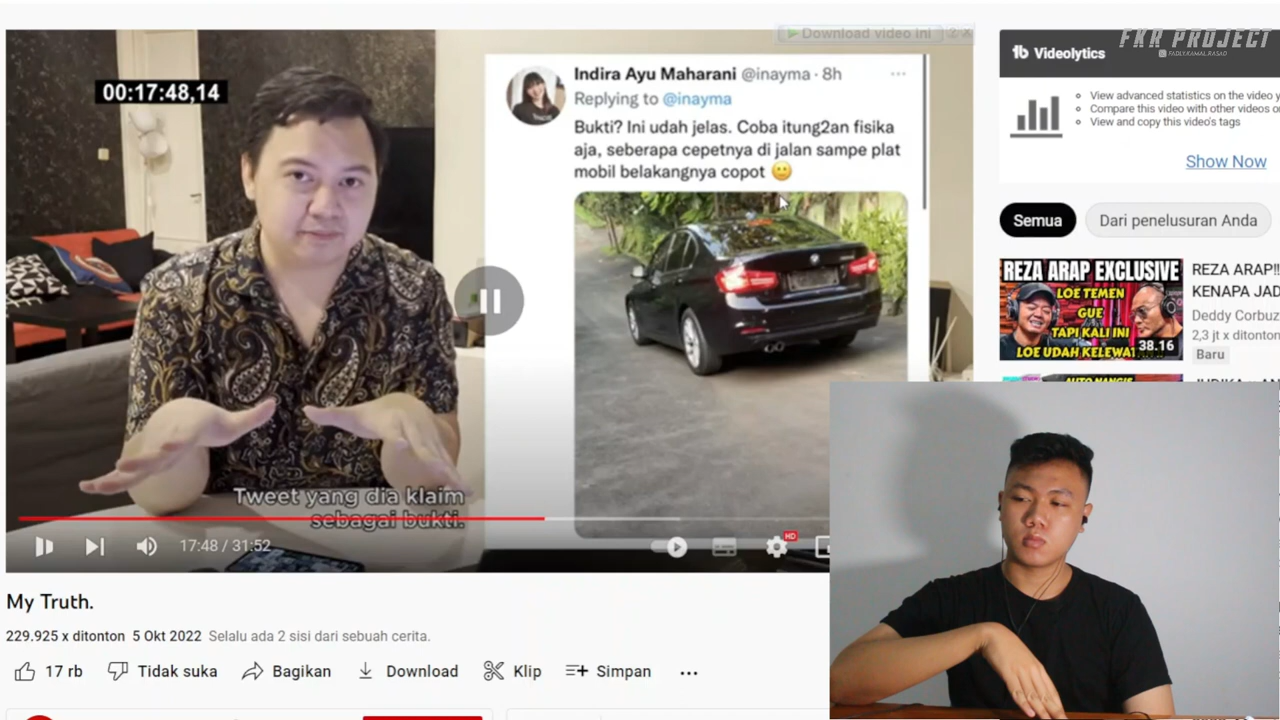 Download video ini
FKR PROJECT
FADLYKAMAL.RASAD
00:17:48,14
Indira Ayu Maharani @inayma · 8h
Replying to @inayma
Bukti? Ini udah jelas. Coba itung2an fisika
aja, seberapa cepetnya di jalan sampe plat
mobil belakangnya copot 🙂
Tweet yang dia klaim
sebagai bukti.
17:48 / 31:52
HD
My Truth.
229.925 x ditonton 5 Okt 2022 Selalu ada 2 sisi dari sebuah cerita.
17 rb
Tidak suka
Bagikan
Download
Klip
Simpan
Videolytics
View advanced statistics on the video y
Compare this video with other videos o
View and copy this video's tags
Show Now
Semua
Dari penelusuran Anda
REZA ARAP EXCLUSIVE
LOE TEMEN
GUE
TAPI KALI INI
LOE UDAH KELEWAT
38.16
REZA ARAP!!
KENAPA JAD
Deddy Corbuz
2,3 jt x ditonton
Baru